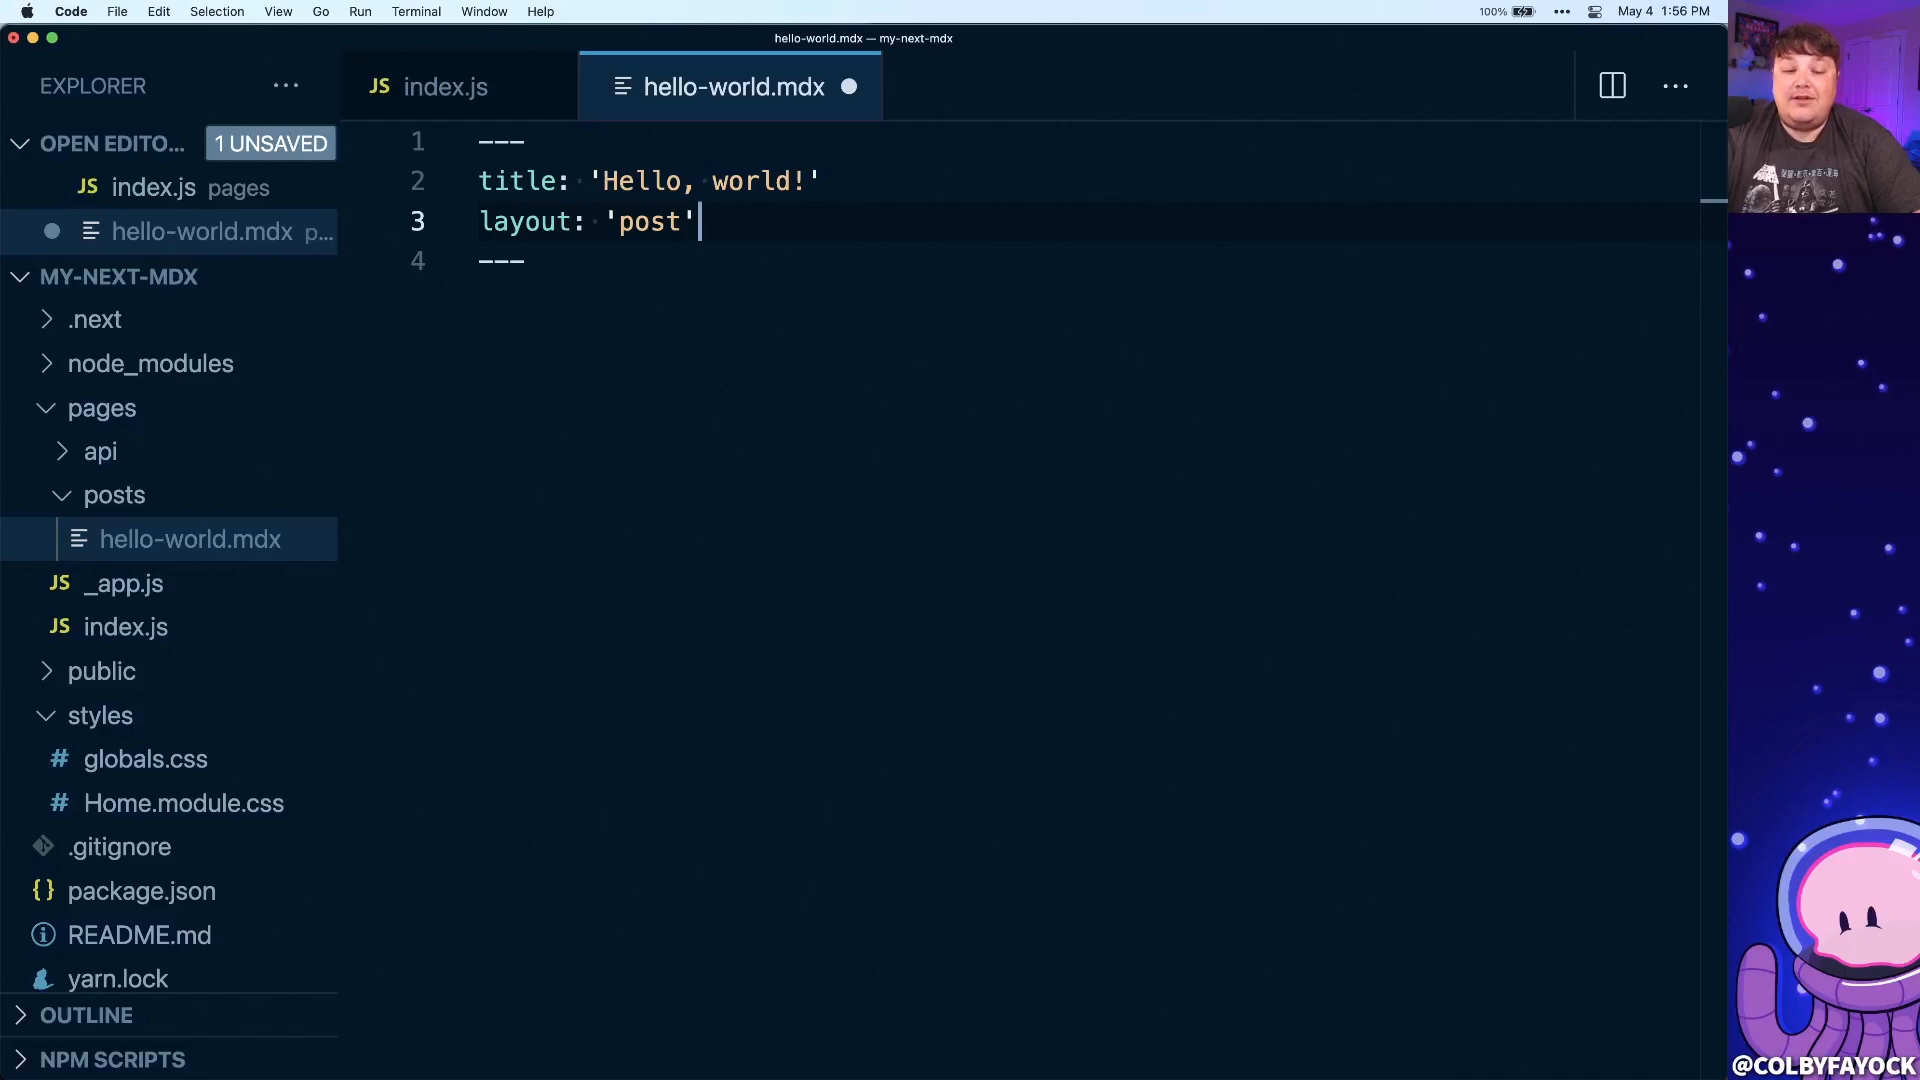 Code File Edit Selection View Go Run Terminal Window Help 100% May 4 1:56 PM
hello-world.mdx — my-next-mdx
EXPLORER
OPEN EDITO... 1 UNSAVED
JS index.js pages
hello-world.mdx p...
MY-NEXT-MDX
.next
node_modules
pages
api
posts
hello-world.mdx
JS _app.js
JS index.js
public
styles
# globals.css
# Home.module.css
.gitignore
{} package.json
README.md
yarn.lock
OUTLINE
NPM SCRIPTS
JS index.js
hello-world.mdx
1 ---
2 title: 'Hello, world!'
3 layout: 'post'
4 ---
@COLBYFAYOCK